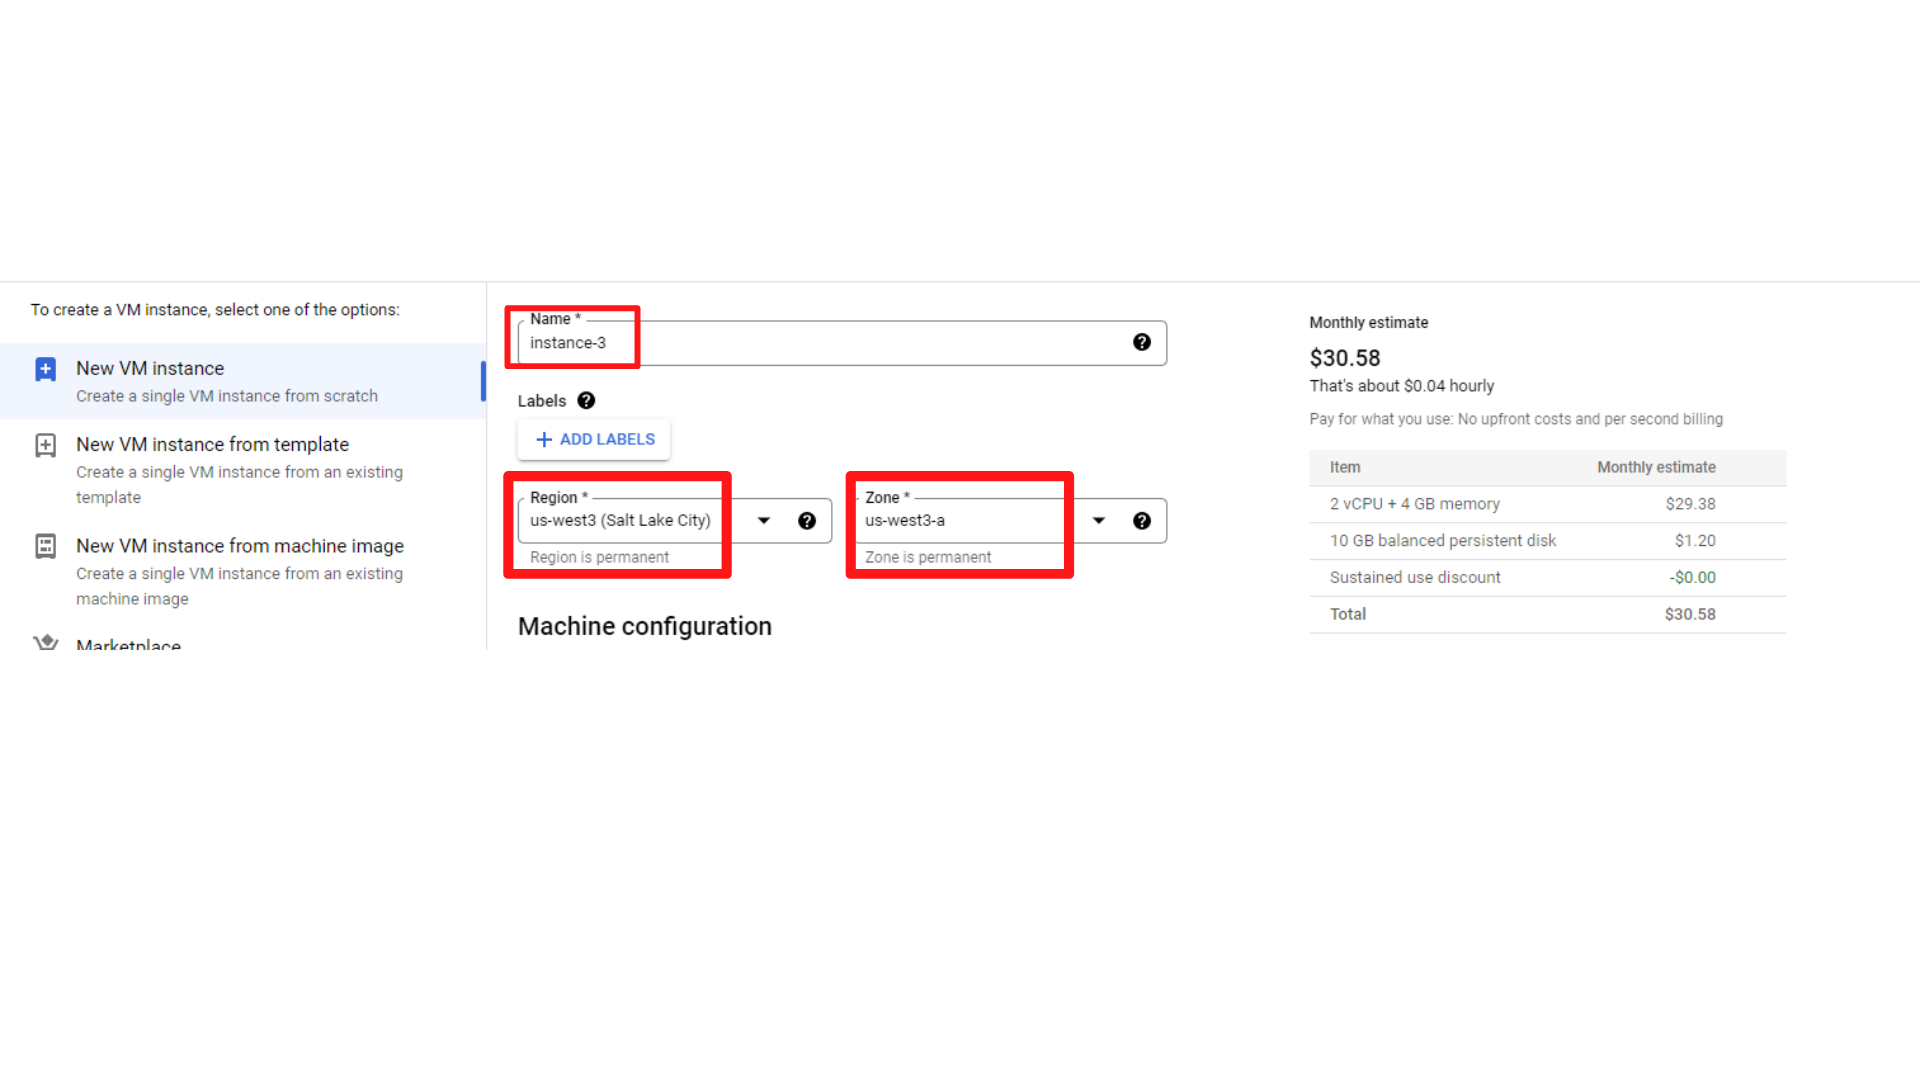 To create a VM instance, select one of the options:
New VM instance
Create a single VM instance from scratch
New VM instance from template
Create a single VM instance from an existing
template
New VM instance from machine image
Create a single VM instance from an existing
machine image
Marketplace
Name *
instance-3
Labels
ADD LABELS
Region *
us-west3 (Salt Lake City)
Region is permanent
Zone *
us-west3-a
Zone is permanent
Machine configuration
Monthly estimate
$30.58
That's about $0.04 hourly
Pay for what you use: No upfront costs and per second billing
Item Monthly estimate
2 vCPU + 4 GB memory $29.38
10 GB balanced persistent disk $1.20
Sustained use discount -$0.00
Total $30.58